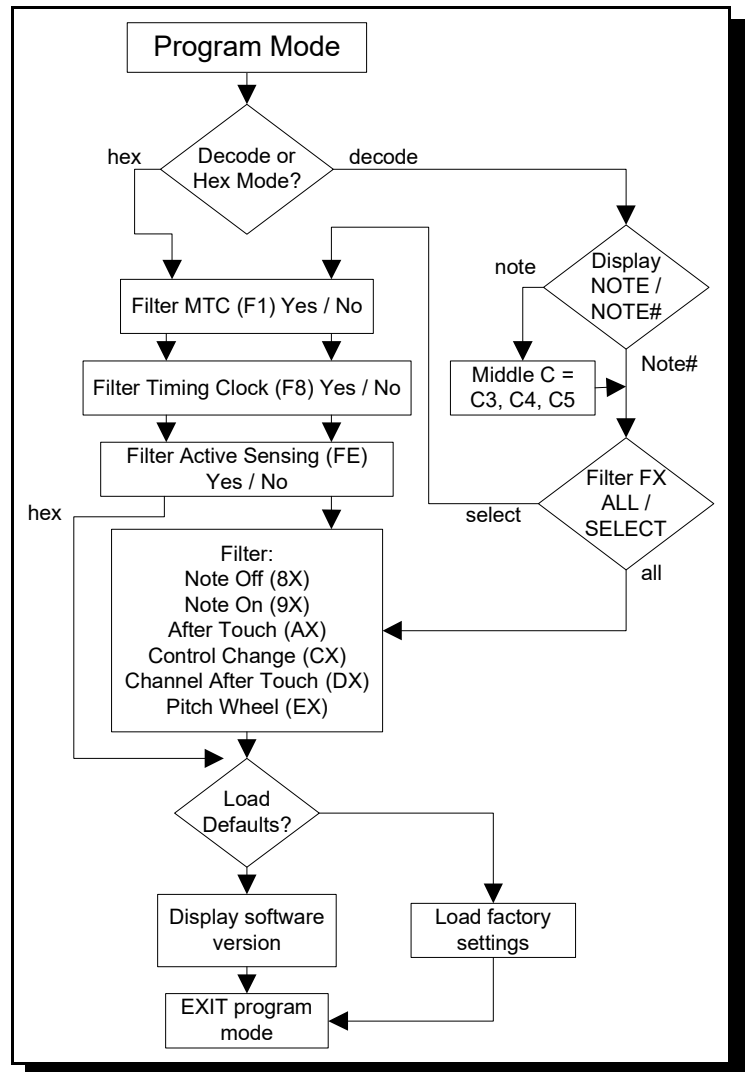 Program Mode
Decode or
Hex Mode?
hex
decode
Display
NOTE /
NOTE#
note
Note#
Middle C =
C3, C4, C5
Filter FX
ALL /
SELECT
select
all
Filter MTC (F1) Yes / No
Filter Timing Clock (F8) Yes / No
Filter Active Sensing (FE)
Yes / No
hex
Filter:
Note Off (8X)
Note On (9X)
After Touch (AX)
Control Change (CX)
Channel After Touch (DX)
Pitch Wheel (EX)
Load
Defaults?
Display software
version
Load factory
settings
EXIT program
mode